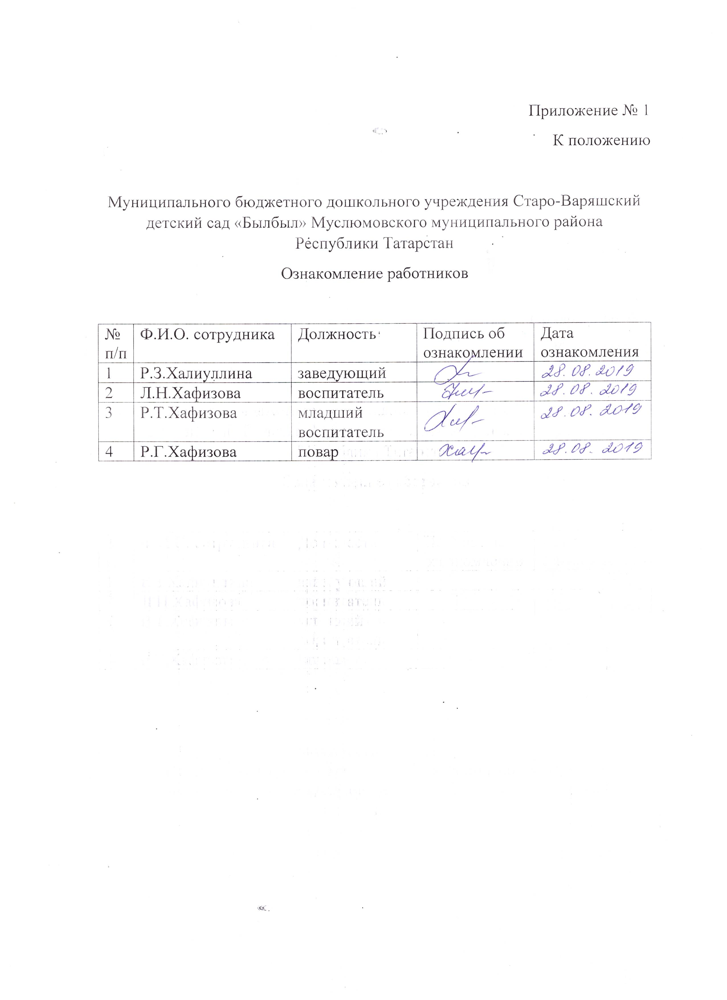 Приложение № 1
К положению
Муниципального бюджетного дошкольного учреждения Старо-Варяшский
детский сад «Былбыл» Муслюмовского муниципального района
Республики Татарстан
Ознакомление работников
№ п/п Ф.И.О. сотрудника Должность Подпись об ознакомлении Дата ознакомления
1 Р.З.Халиуллина заведующий 28.08.2019
2 Л.Н.Хафизова воспитатель 28.08.2019
3 Р.Т.Хафизова младший воспитатель 28.08.2019
4 Р.Г.Хафизова повар 28.08.2019